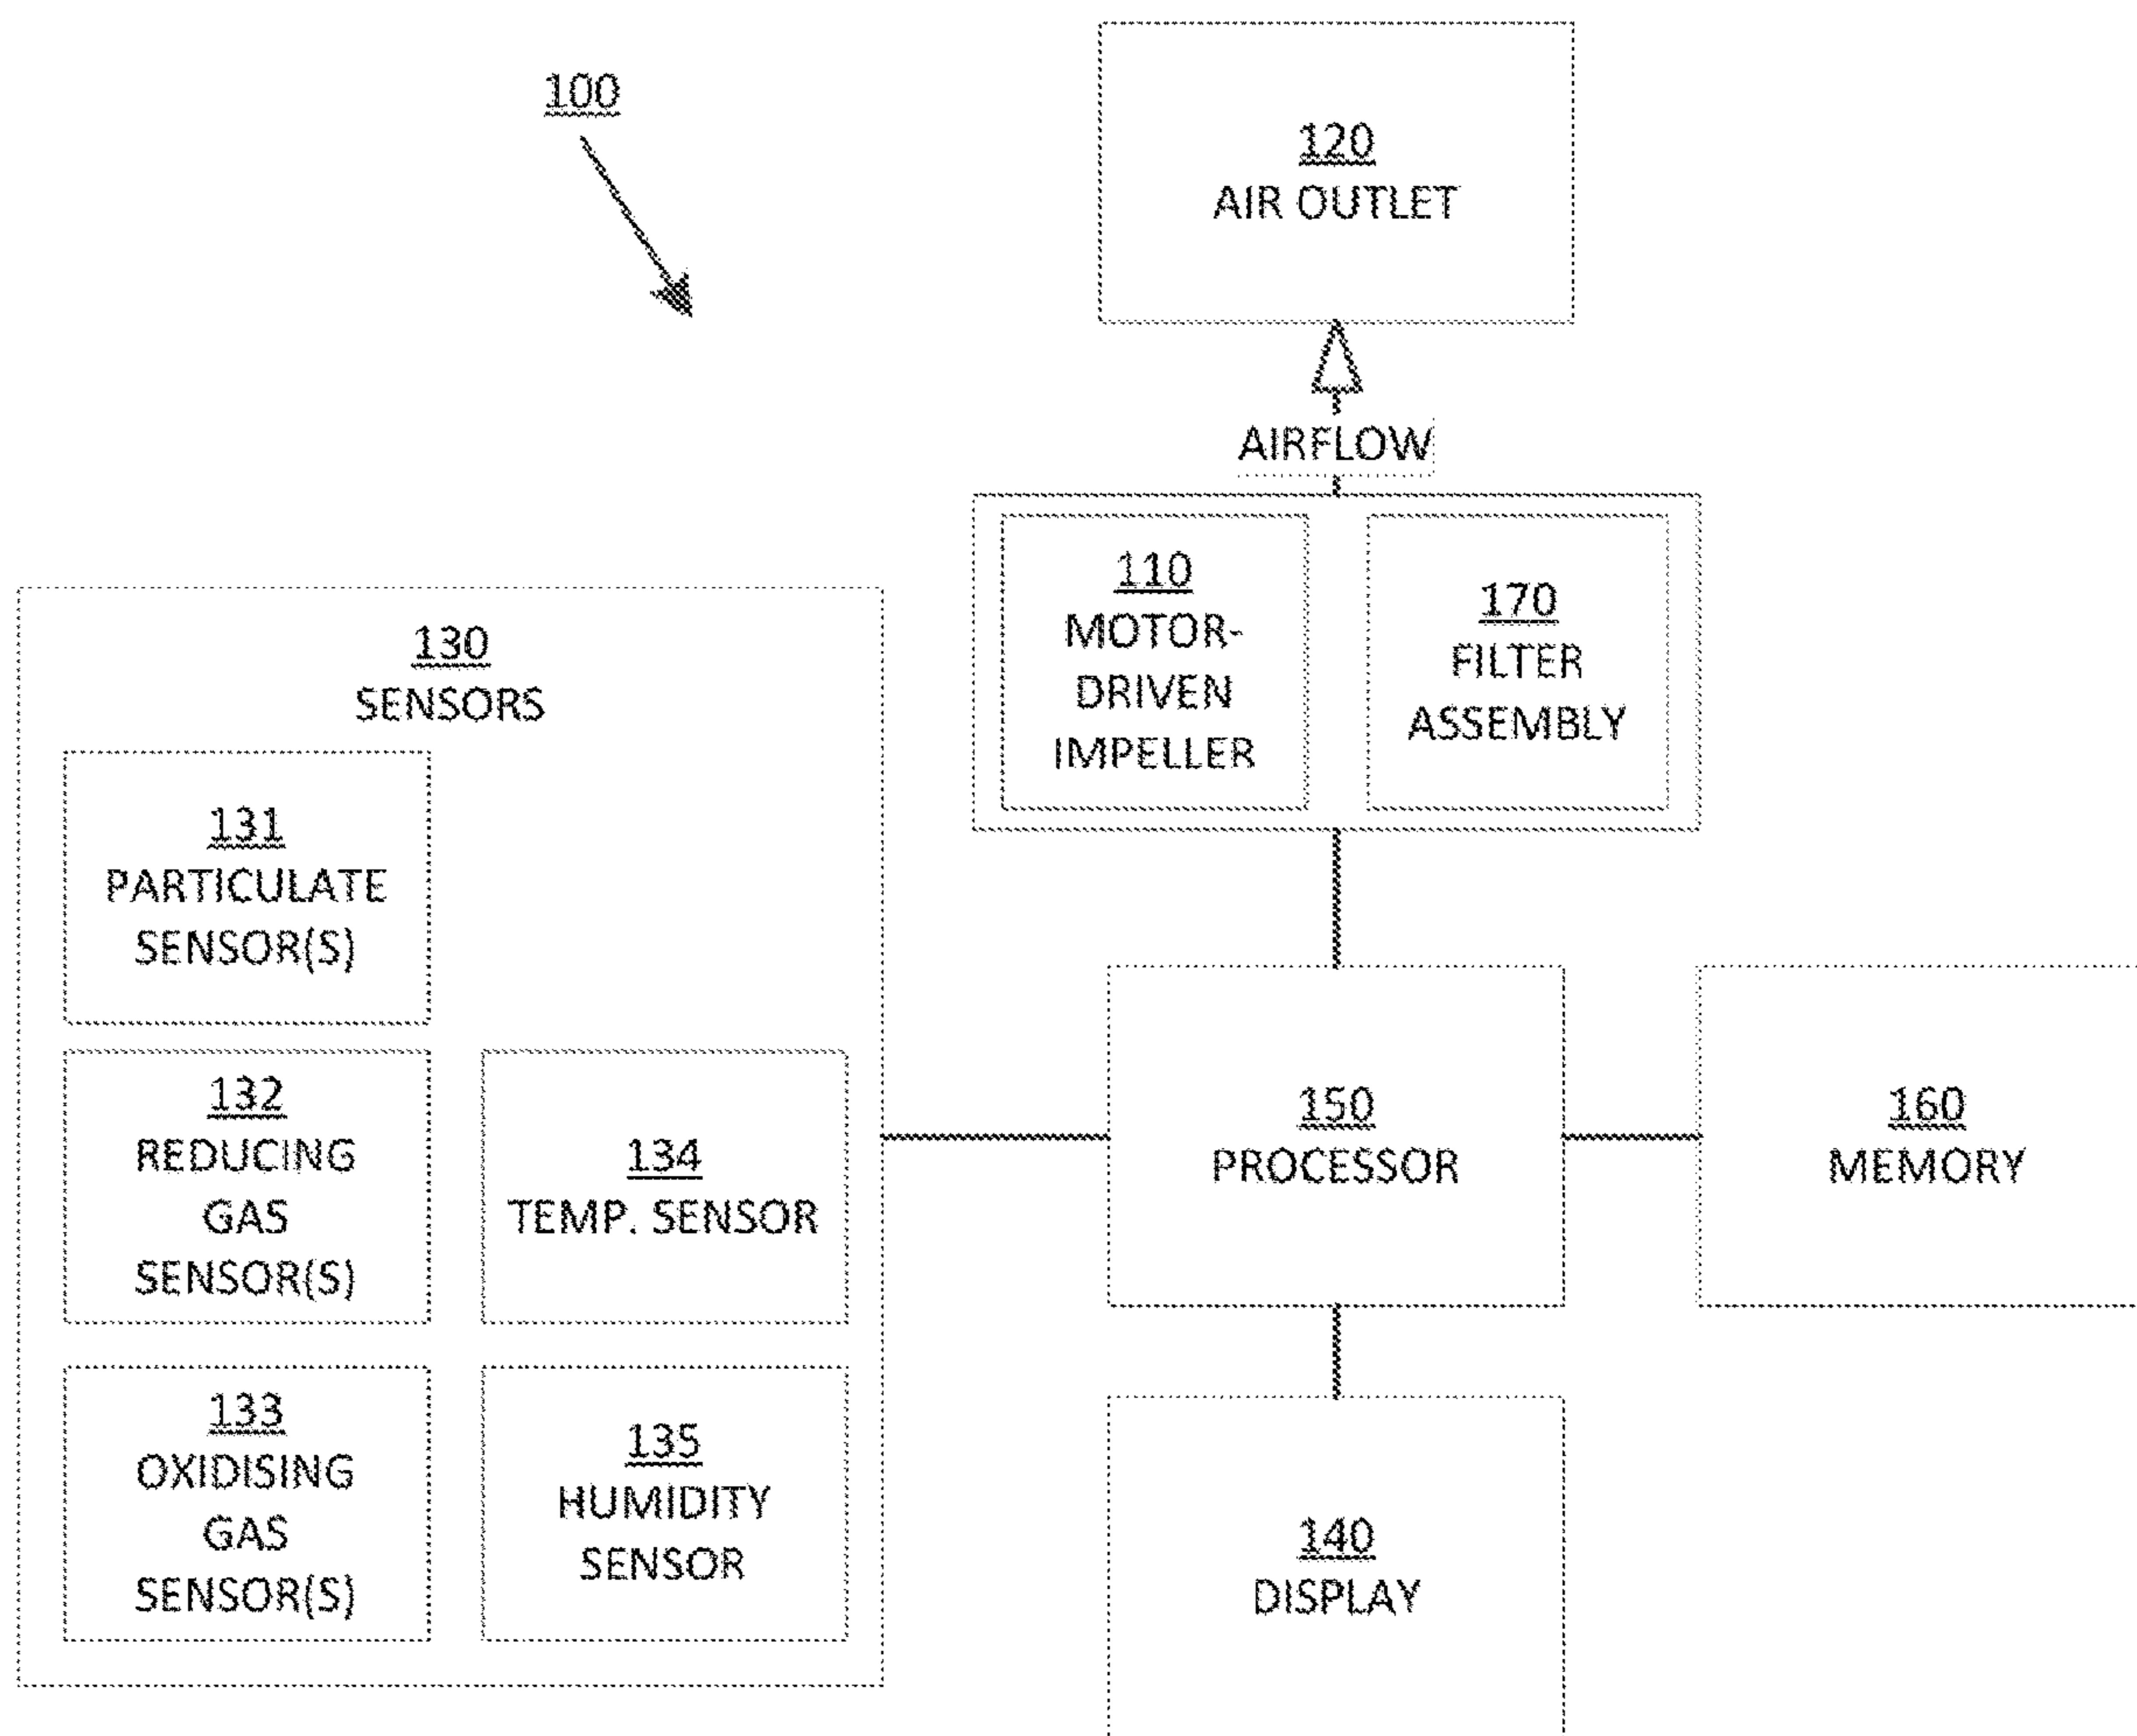 100
120
AIR OUTLET
AIRFLOW
110
MOTOR-
DRIVEN
IMPELLER
170
FILTER
ASSEMBLY
130
SENSORS
131
PARTICULATE
SENSOR(S)
132
REDUCING
GAS
SENSOR(S)
134
TEMP. SENSOR
133
OXIDISING
GAS
SENSOR(S)
135
HUMIDITY
SENSOR
150
PROCESSOR
160
MEMORY
140
DISPLAY